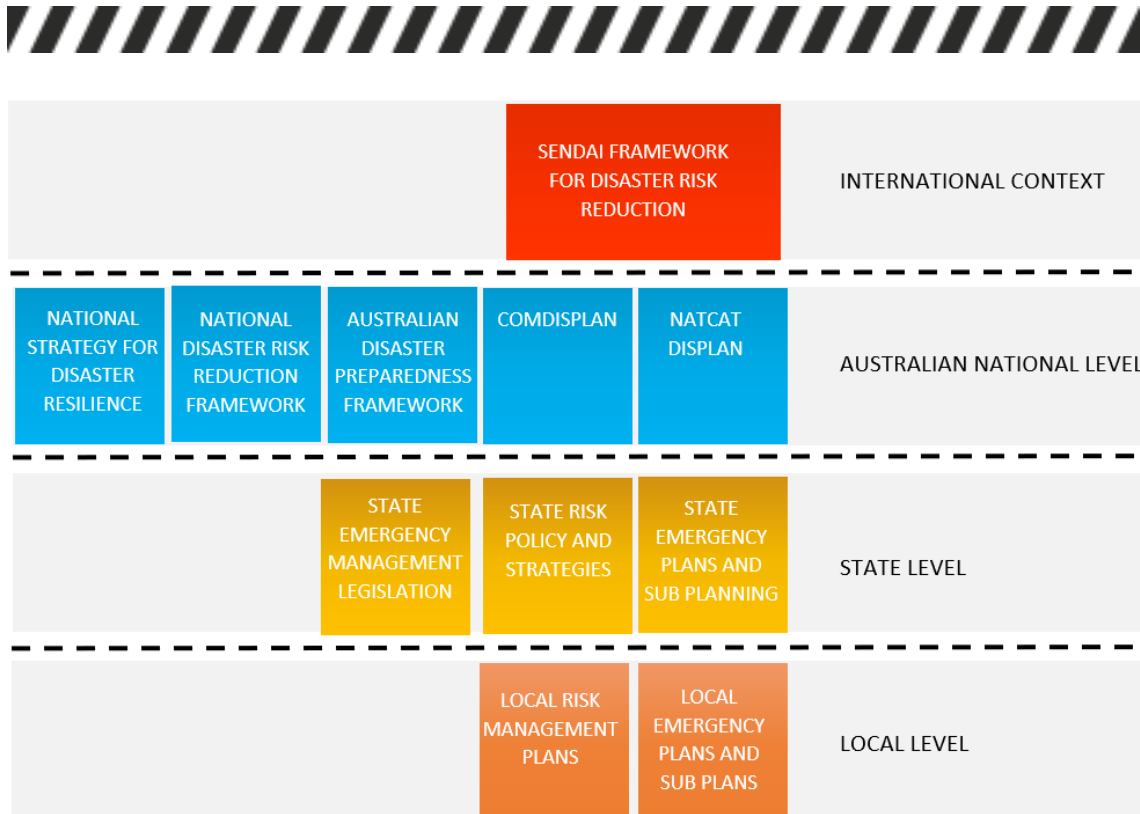 SENDAI FRAMEWORK
FOR DISASTER RISK
REDUCTION
INTERNATIONAL CONTEXT
NATIONAL
STRATEGY FOR
DISASTER
RESILIENCE
NATIONAL
DISASTER RISK
REDUCTION
FRAMEWORK
AUSTRALIAN
DISASTER
PREPAREDNESS
FRAMEWORK
COMDISPLAN
NATCAT
DISPLAN
AUSTRALIAN NATIONAL LEVEL
STATE
EMERGENCY
MANAGEMENT
LEGISLATION
STATE RISK
POLICY AND
STRATEGIES
STATE
EMERGENCY
PLANS AND
SUB PLANNING
STATE LEVEL
LOCAL RISK
MANAGEMENT
PLANS
LOCAL
EMERGENCY
PLANS AND
SUB PLANS
LOCAL LEVEL